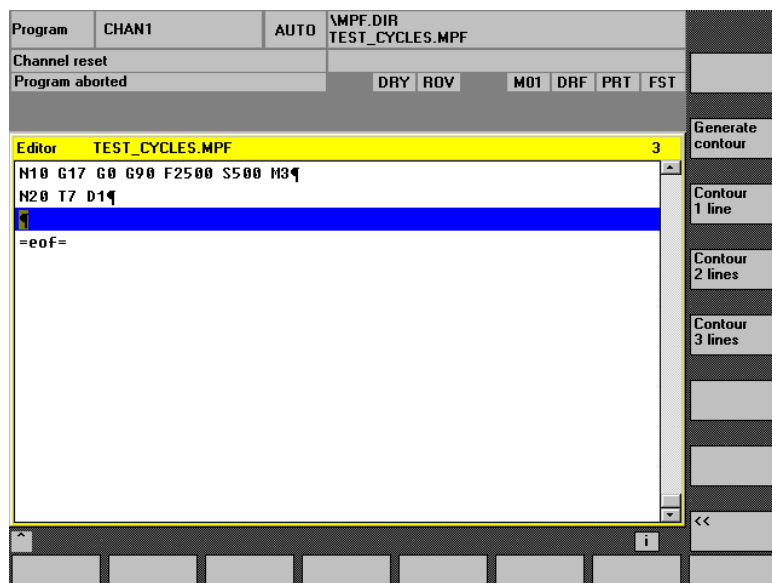 Program CHAN1 AUTO \MPF.DIR
TEST_CYCLES.MPF
Channel reset
Program aborted DRY ROV M01 DRF PRT FST
Editor TEST_CYCLES.MPF 3
N10 G17 G0 G90 F2500 S500 M3¶
N20 T7 D1¶
¶
=eof=
Generate
contour
Contour
1 line
Contour
2 lines
Contour
3 lines
<<
^
i